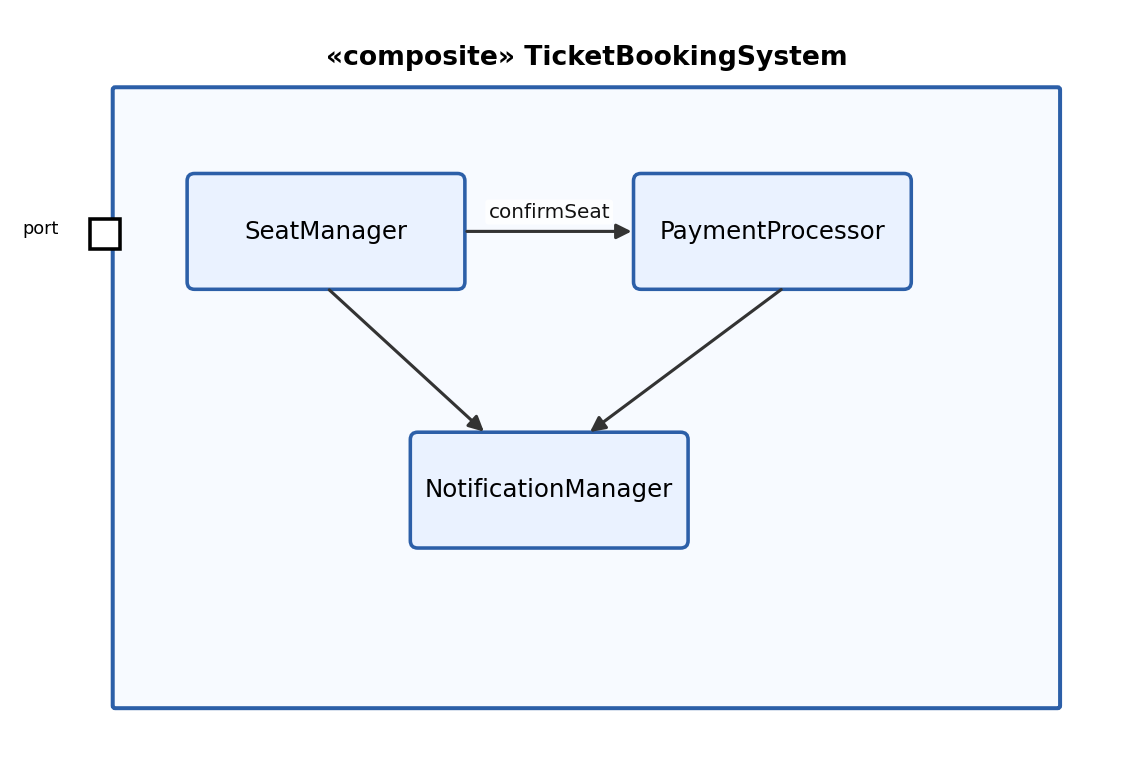 «composite» TicketBookingSystem
port
SeatManager
confirmSeat
PaymentProcessor
NotificationManager